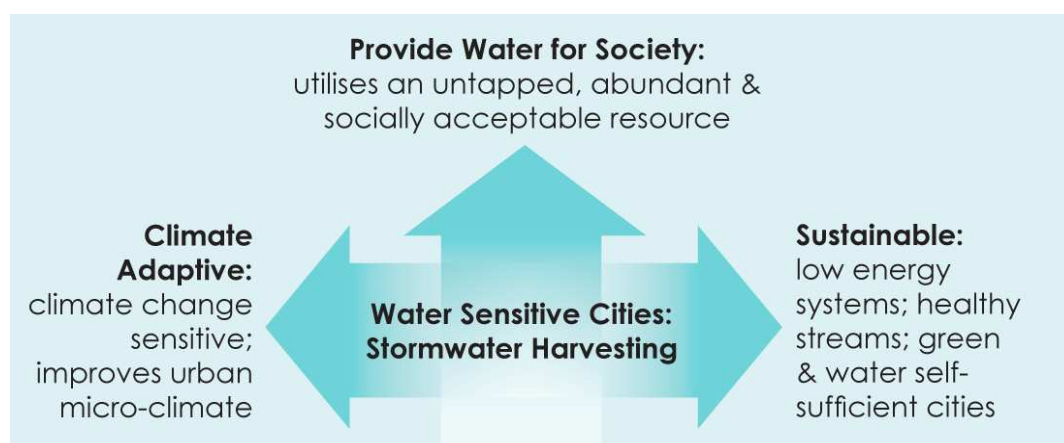 Provide Water for Society:
utilises an untapped, abundant &
socially acceptable resource
Climate
Adaptive:
climate change
sensitive;
improves urban
micro-climate
Water Sensitive Cities:
Stormwater Harvesting
Sustainable:
low energy
systems; healthy
streams; green
& water self-
sufficient cities